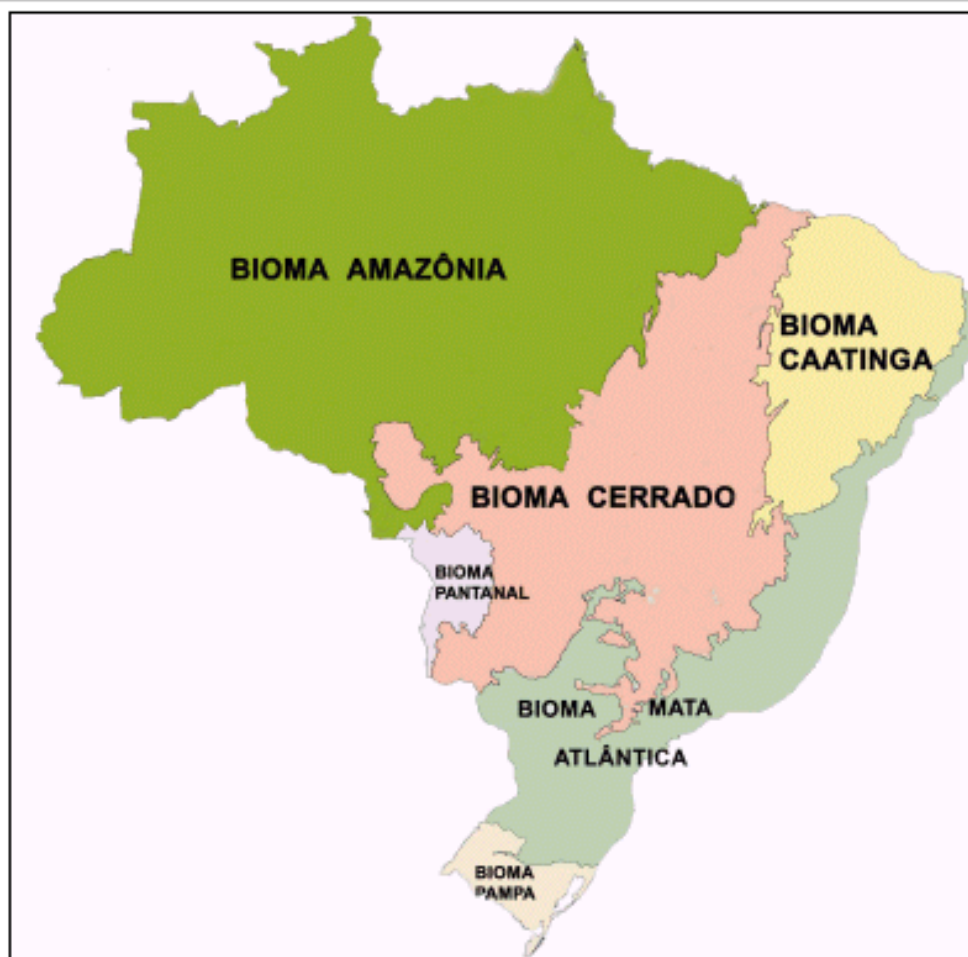 BIOMA AMAZÔNIA
BIOMA
CAATINGA
BIOMA CERRADO
BIOMA
PANTANAL
BIOMA MATA
ATLÂNTICA
BIOMA
PAMPA